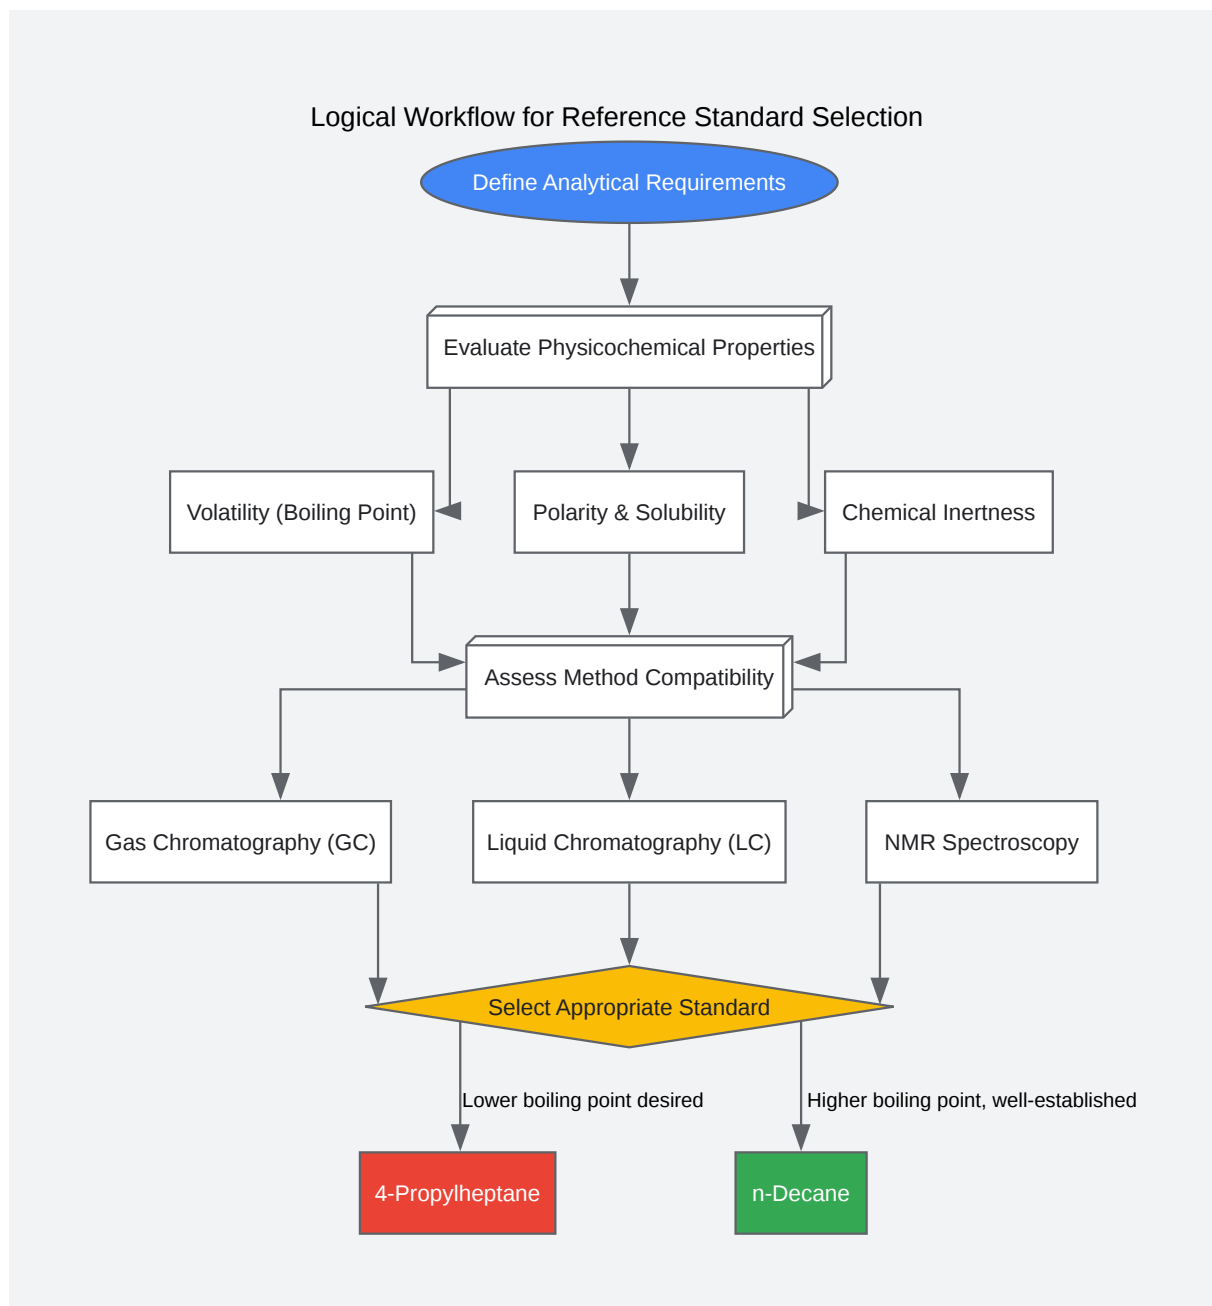 Logical Workflow for Reference Standard Selection
Define Analytical Requirements
Evaluate Physicochemical Properties
Volatility (Boiling Point)
Polarity & Solubility
Chemical Inertness
Assess Method Compatibility
Gas Chromatography (GC)
Liquid Chromatography (LC)
NMR Spectroscopy
Select Appropriate Standard
Lower boiling point desired
Higher boiling point, well-established
4-Propylheptane
n-Decane